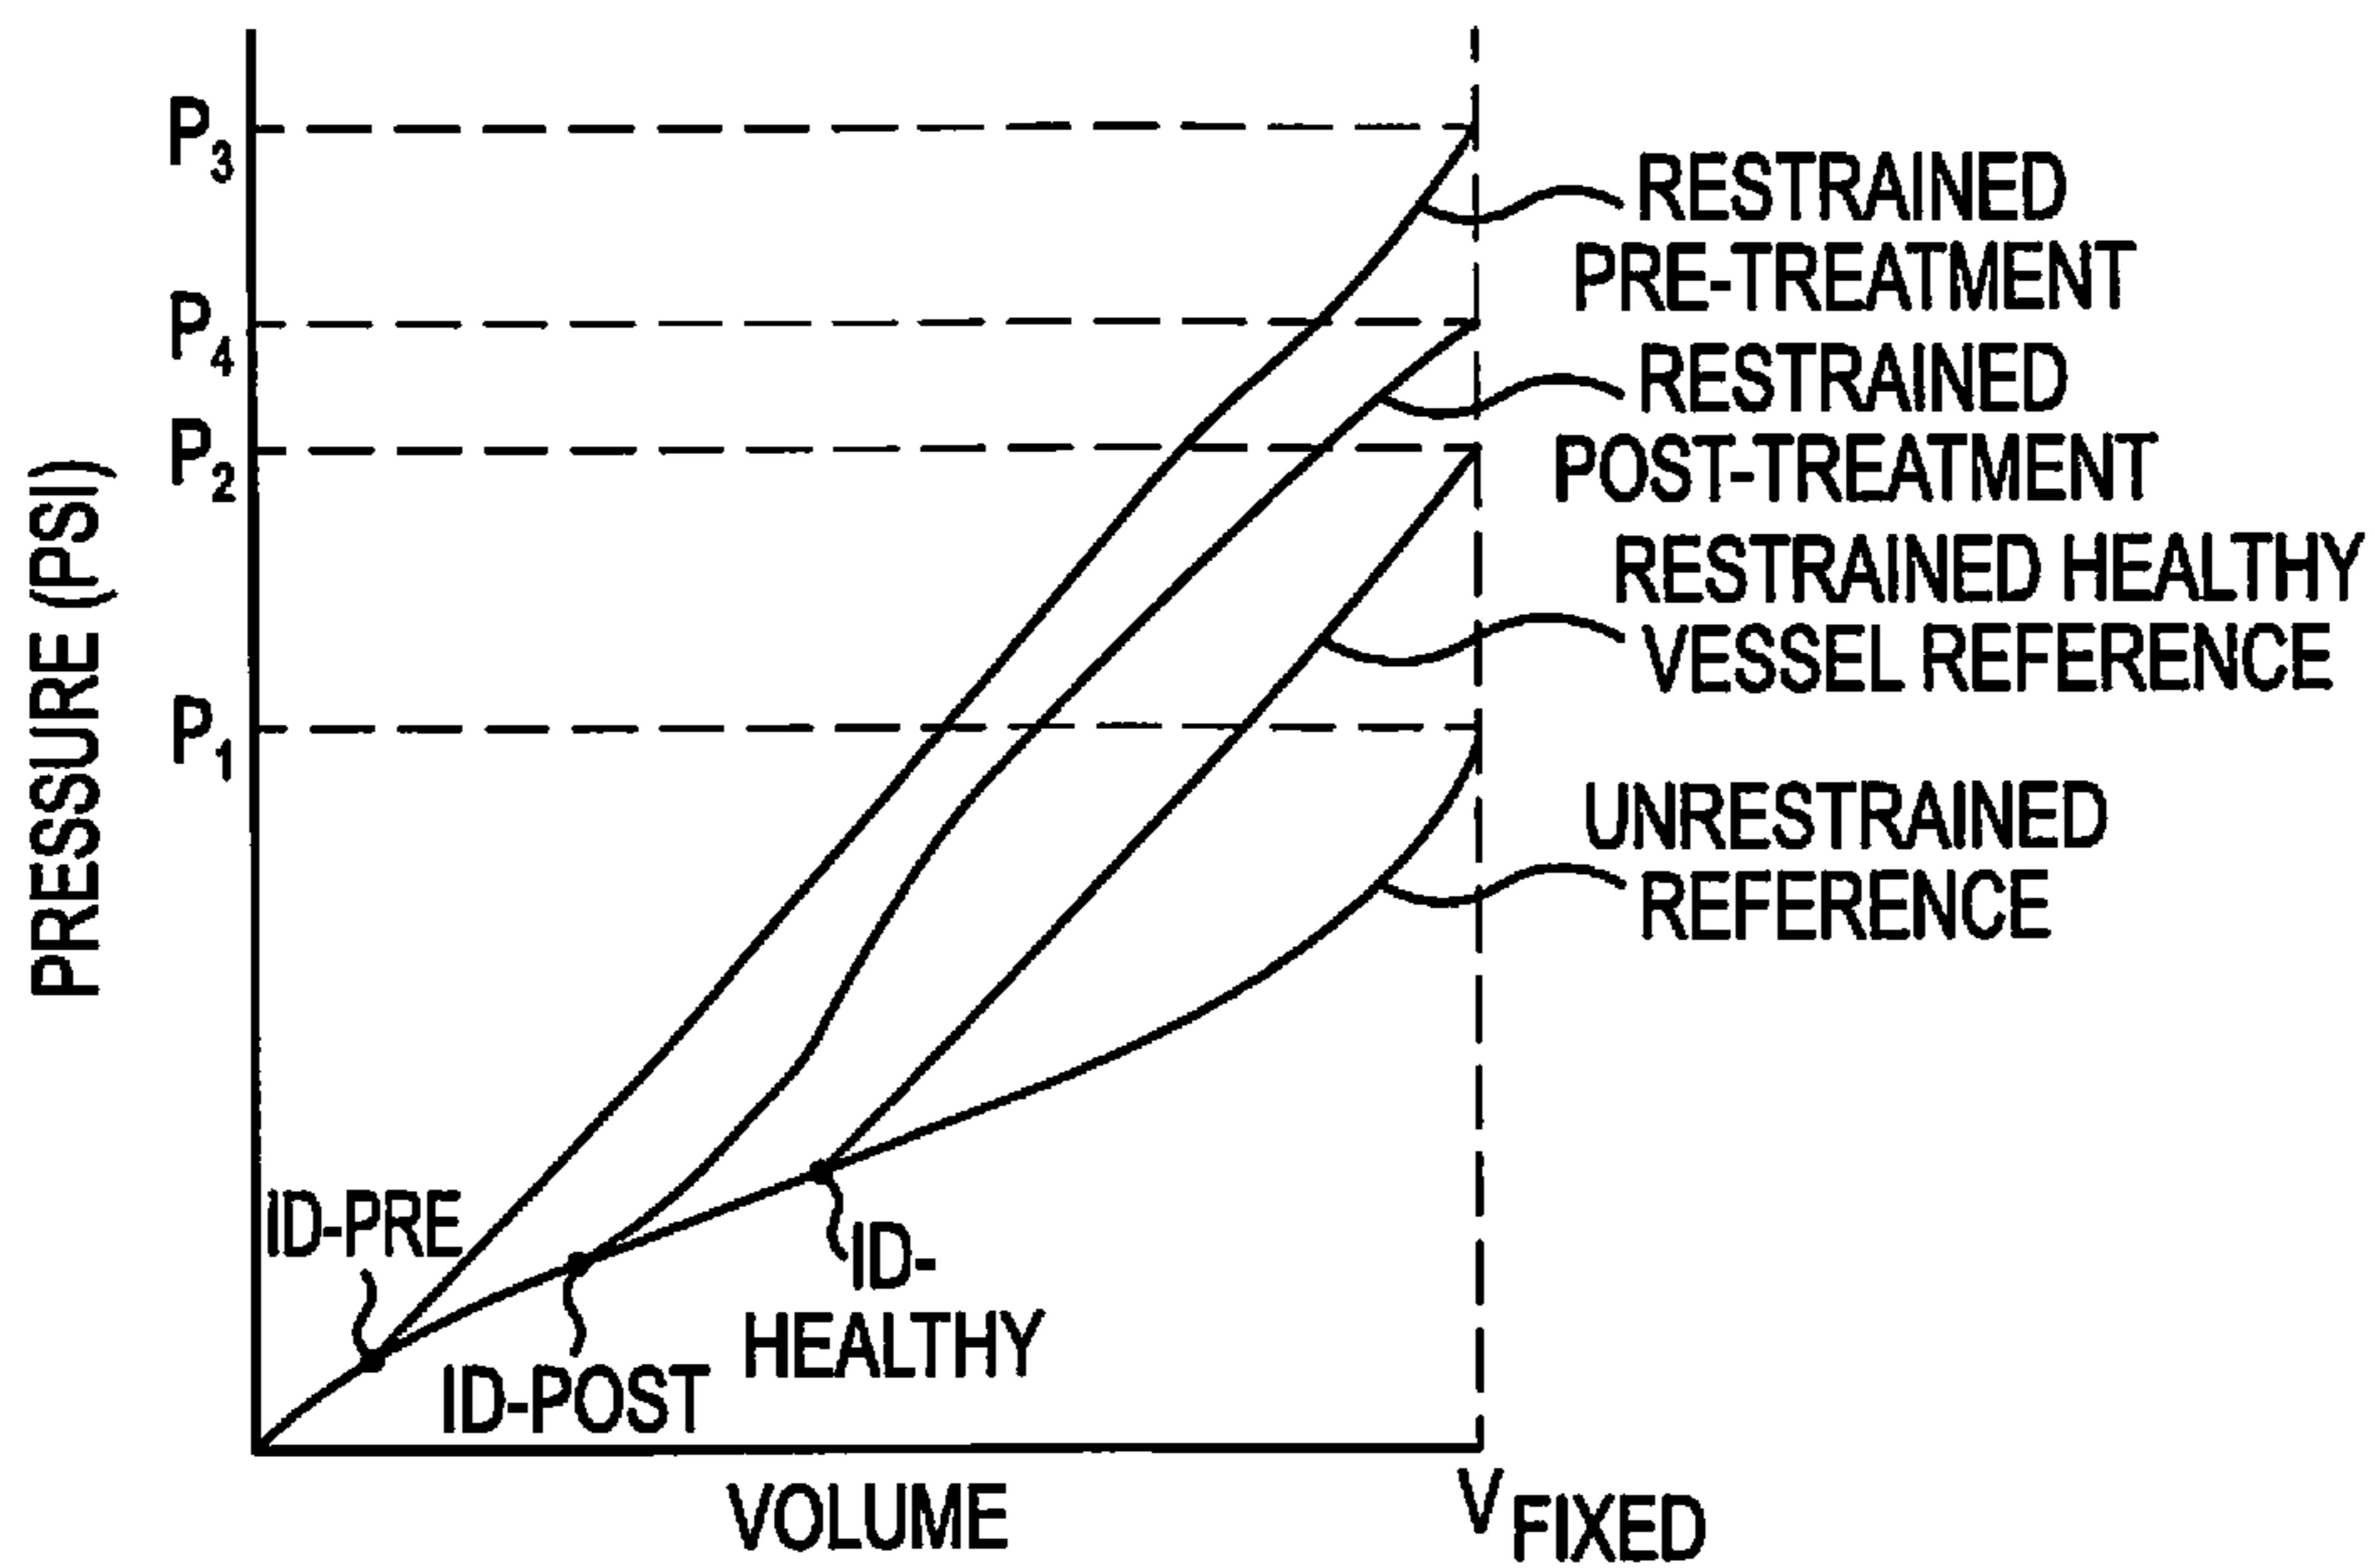 P3
P4
P2
P1
PRESSURE (PSI)
RESTRAINED
PRE-TREATMENT
RESTRAINED
POST-TREATMENT
RESTRAINED HEALTHY
VESSEL REFERENCE
UNRESTRAINED
REFERENCE
ID-PRE
ID-POST
ID-
HEALTHY
VOLUME
VFIXED